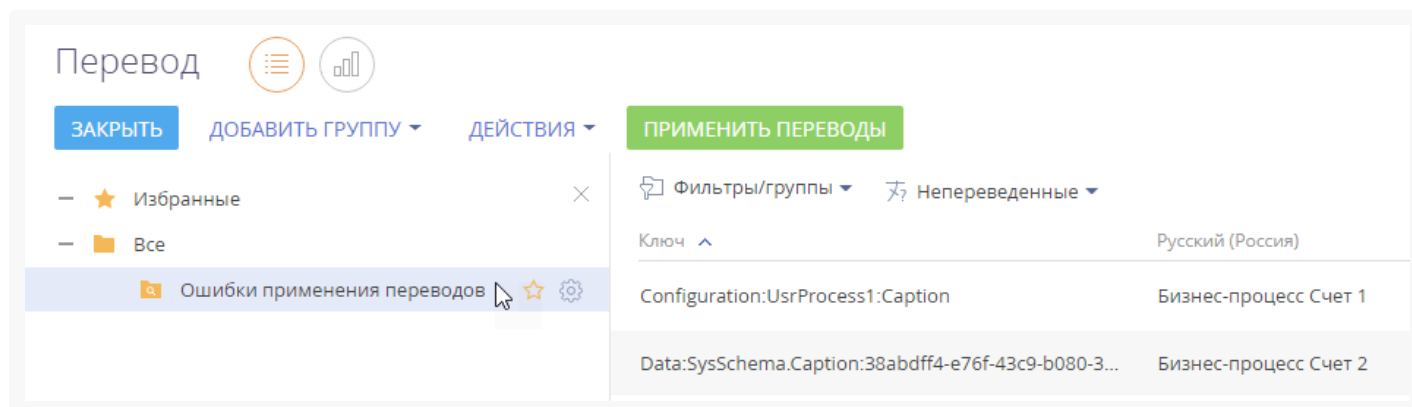 Перевод
ЗАКРЫТЬ ДОБАВИТЬ ГРУППУ ДЕЙСТВИЯ ПРИМЕНИТЬ ПЕРЕВОДЫ
Избранные
Все
Ошибки применения переводов
Фильтры/группы Непереведенные
Ключ Русский (Россия)
Configuration:UsrProcess1:Caption Бизнес-процесс Счет 1
Data:SysSchema.Caption:38abdff4-e76f-43c9-b080-3... Бизнес-процесс Счет 2